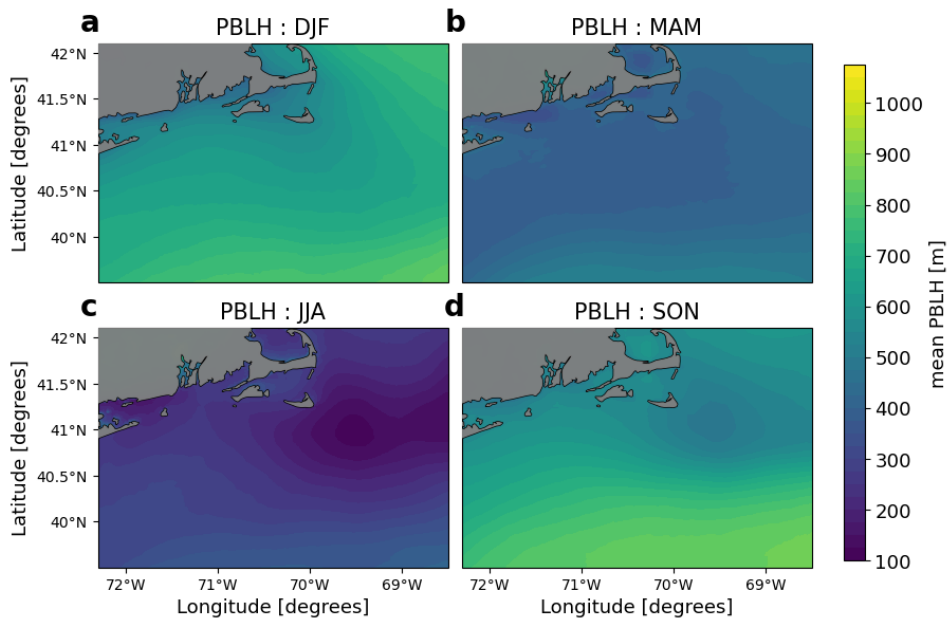 a PBLH : DJF
b PBLH : MAM
42°N
41.5°N
41°N
40.5°N
40°N
Latitude [degrees]
c PBLH : JJA
d PBLH : SON
42°N
41.5°N
41°N
40.5°N
40°N
Latitude [degrees]
72°W 71°W 70°W 69°W
Longitude [degrees]
72°W 71°W 70°W 69°W
Longitude [degrees]
1000
900
800
700
600
500
400
300
200
100
mean PBLH [m]